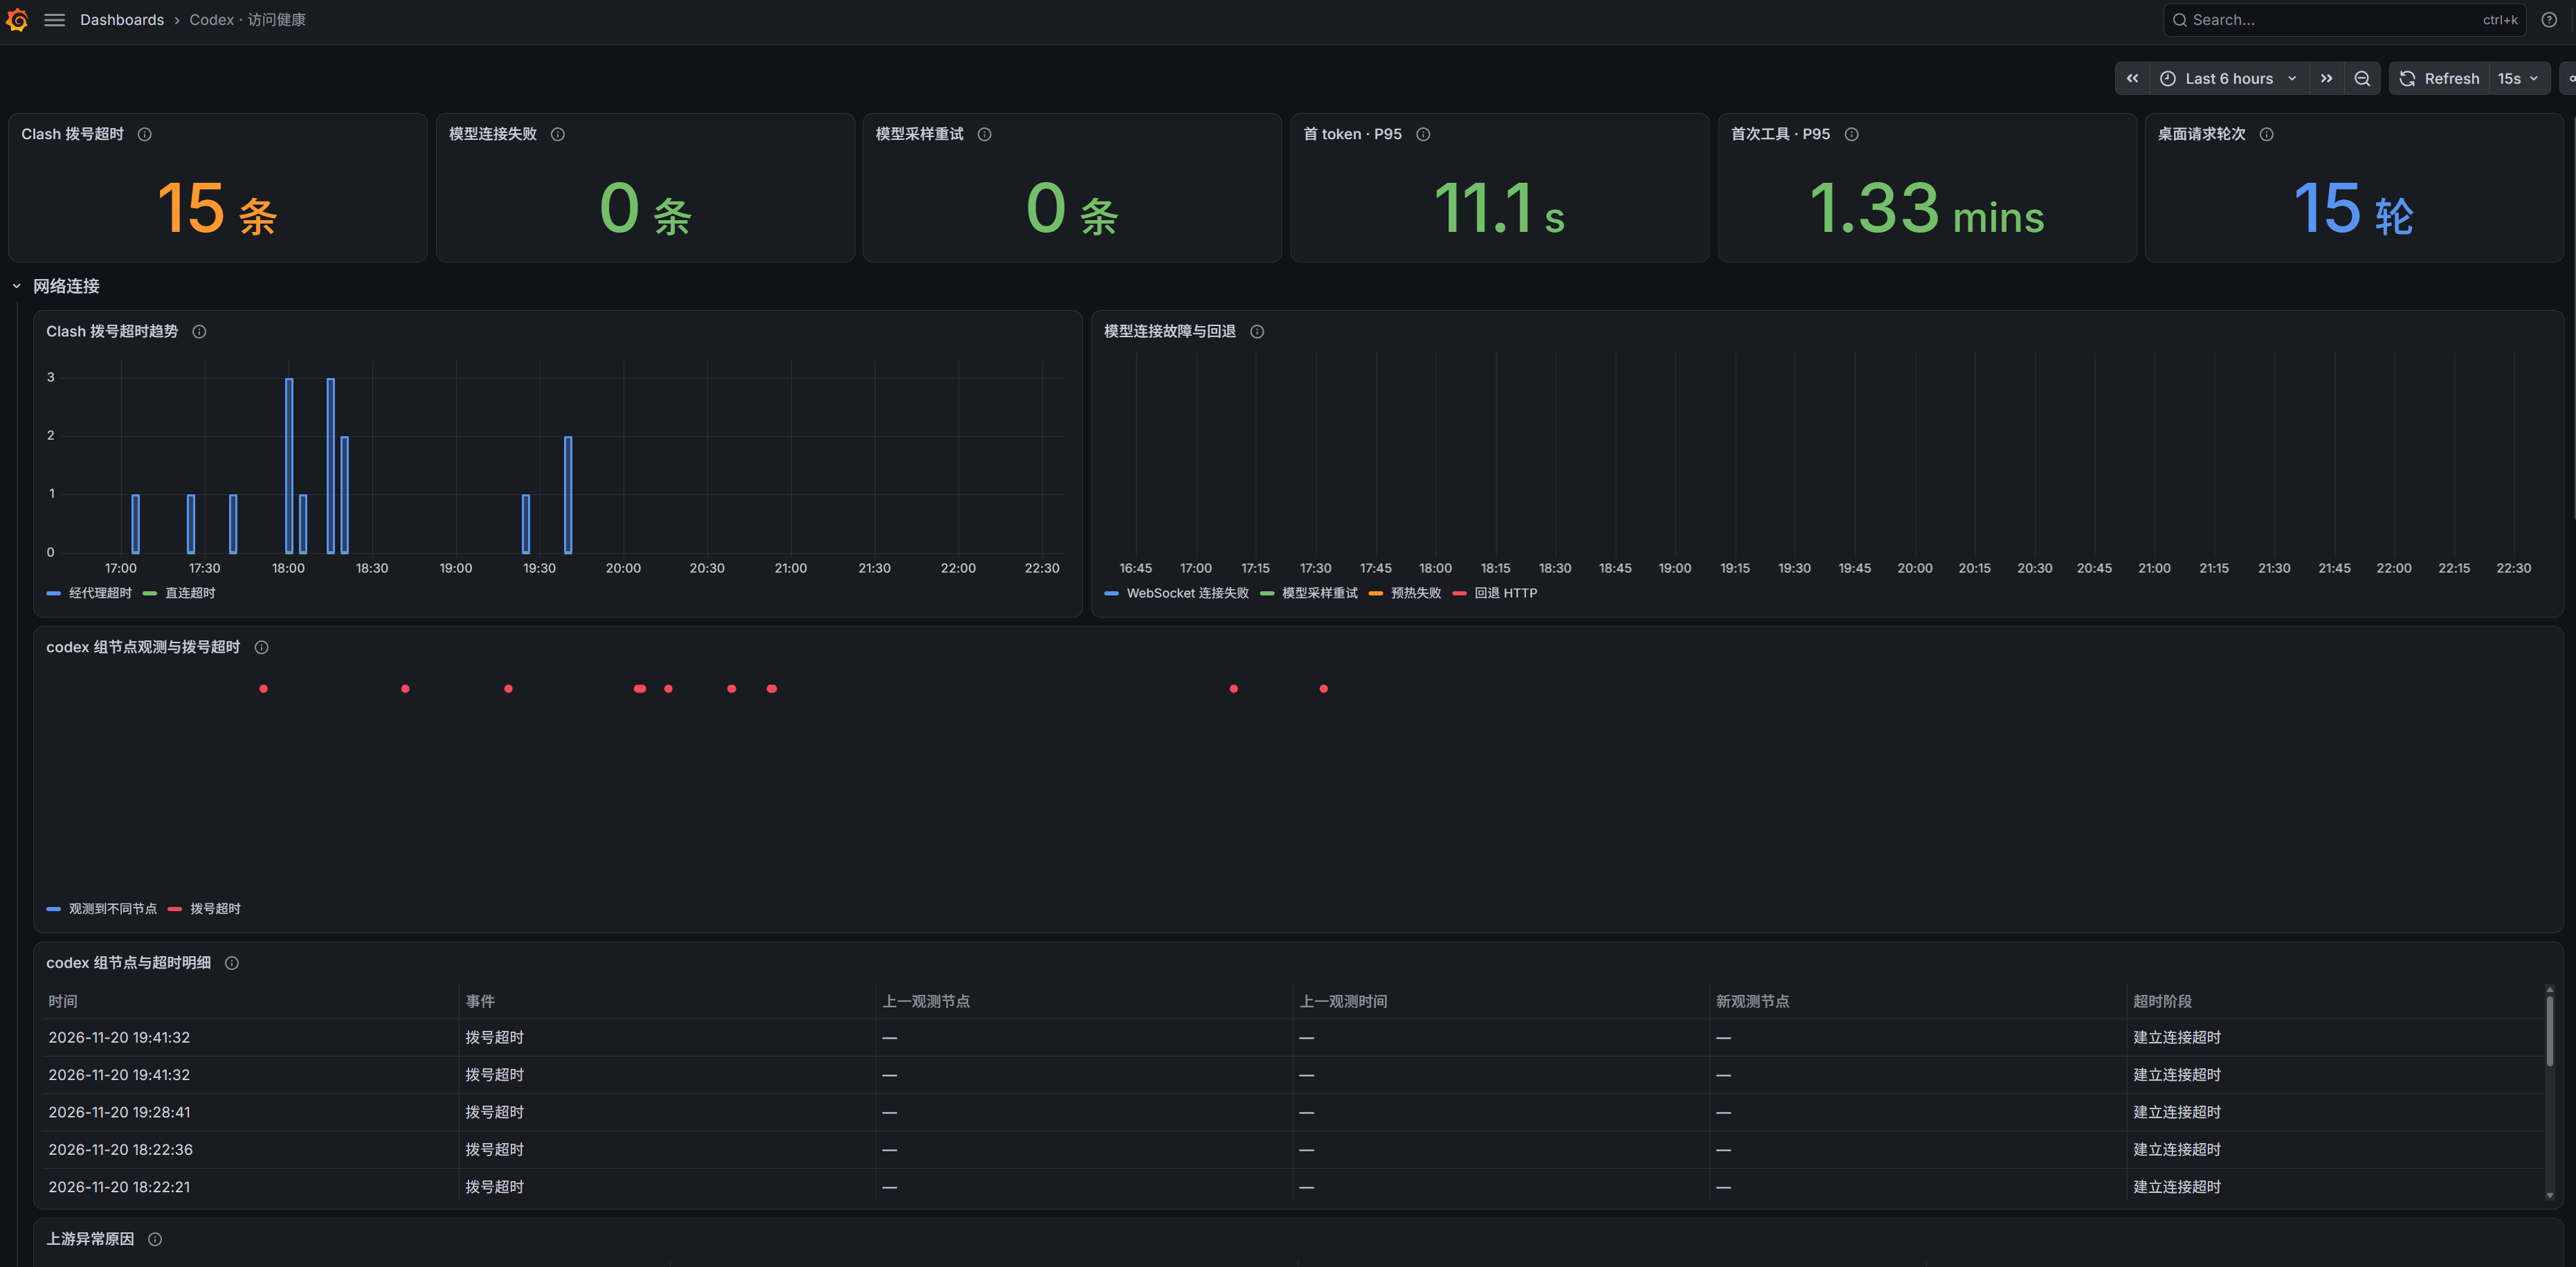 Dashboards › Codex · 访问健康
Search... ctrl+k
Last 6 hours
Refresh 15s
Clash 拨号超时
15 条
模型连接失败
0 条
模型采样重试
0 条
首 token · P95
11.1 s
首次工具 · P95
1.33 mins
桌面请求轮次
15 轮
网络连接
Clash 拨号超时趋势
3
2
1
0
17:00 17:30 18:00 18:30 19:00 19:30 20:00 20:30 21:00 21:30 22:00 22:30
经代理超时 直连超时
模型连接故障与回退
16:45 17:00 17:15 17:30 17:45 18:00 18:15 18:30 18:45 19:00 19:15 19:30 19:45 20:00 20:15 20:30 20:45 21:00 21:15 21:30 21:45 22:00 22:15 22:30
WebSocket 连接失败 模型采样重试 预热失败 回退 HTTP
codex 组节点观测与拨号超时
观测到不同节点 拨号超时
codex 组节点与超时明细
时间 事件 上一观测节点 上一观测时间 新观测节点 超时阶段
2026-11-20 19:41:32 拨号超时 — — — 建立连接超时
2026-11-20 19:41:32 拨号超时 — — — 建立连接超时
2026-11-20 19:28:41 拨号超时 — — — 建立连接超时
2026-11-20 18:22:36 拨号超时 — — — 建立连接超时
2026-11-20 18:22:21 拨号超时 — — — 建立连接超时
上游异常原因